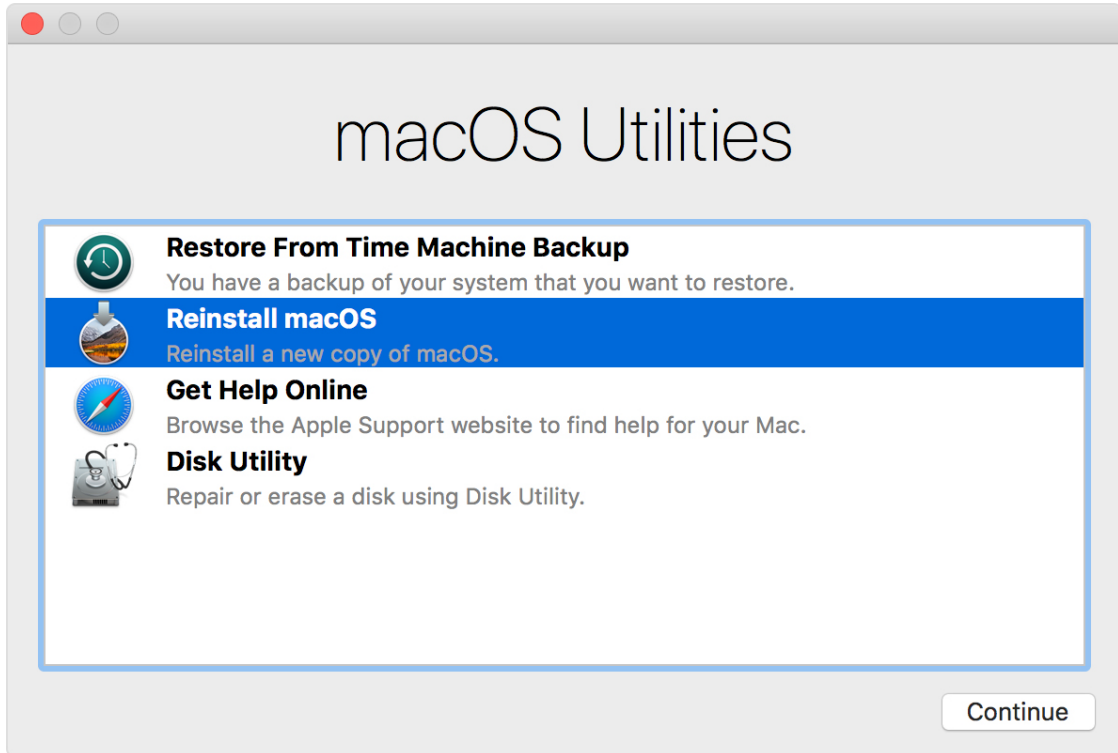 macOS Utilities
Restore From Time Machine Backup
You have a backup of your system that you want to restore.
Reinstall macOS
Reinstall a new copy of macOS.
Get Help Online
Browse the Apple Support website to find help for your Mac.
Disk Utility
Repair or erase a disk using Disk Utility.
Continue